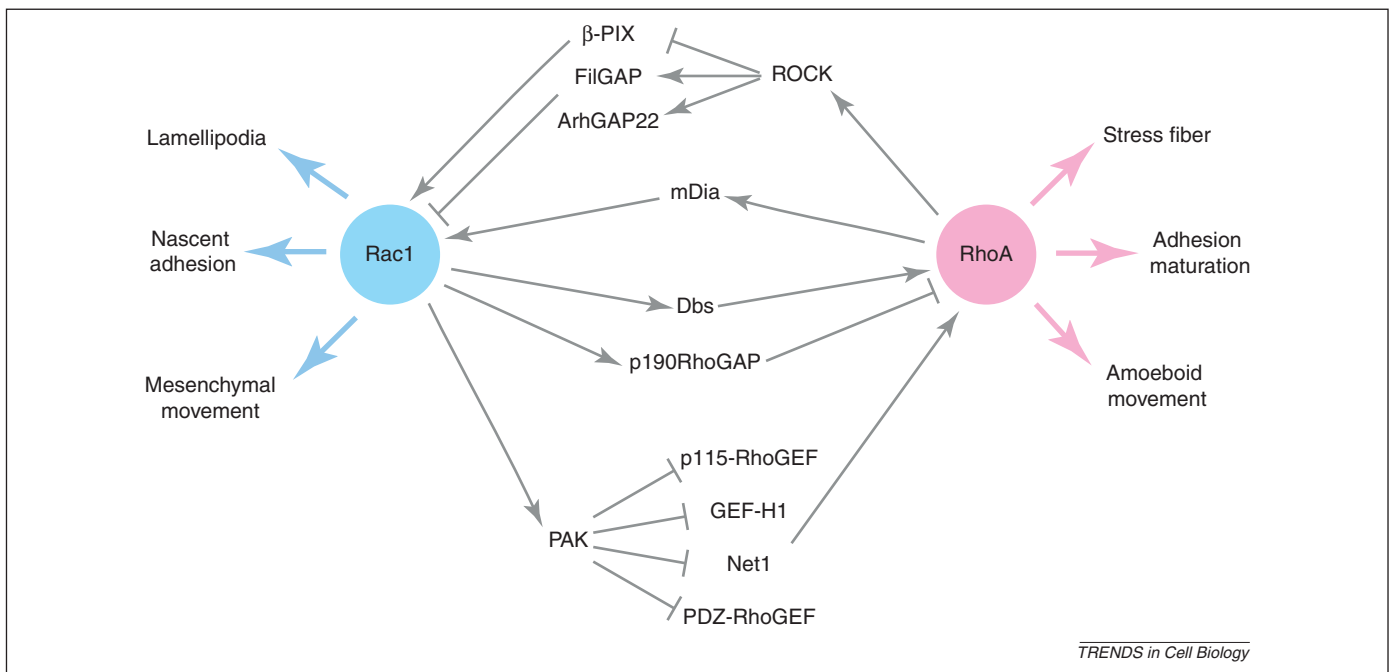 β-PIX
FilGAP
ROCK
ArhGAP22
Lamellipodia
Stress fiber
mDia
Nascent
adhesion
Rac1
RhoA
Adhesion
maturation
Dbs
p190RhoGAP
Mesenchymal
movement
Amoeboid
movement
p115-RhoGEF
GEF-H1
PAK
Net1
PDZ-RhoGEF
TRENDS in Cell Biology